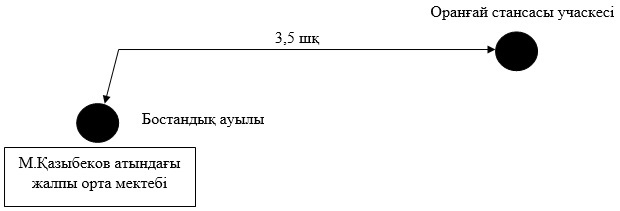 Оранғай стансасы учаскесі
3,5 шқ
Бостандық ауылы
М.Қазыбеков атындағы
жалпы орта мектебі